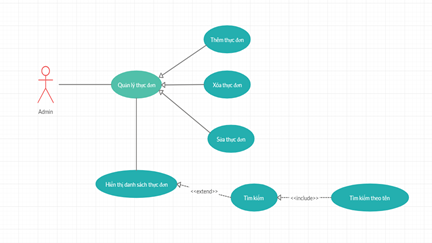 Thêm thực đơn
Quản lý thực đơn
Xóa thực đơn
Admin
Sửa thực đơn
Hiển thị danh sách thực đơn
<<extend>>
Tìm kiếm
<<include>>
Tìm kiếm theo tên